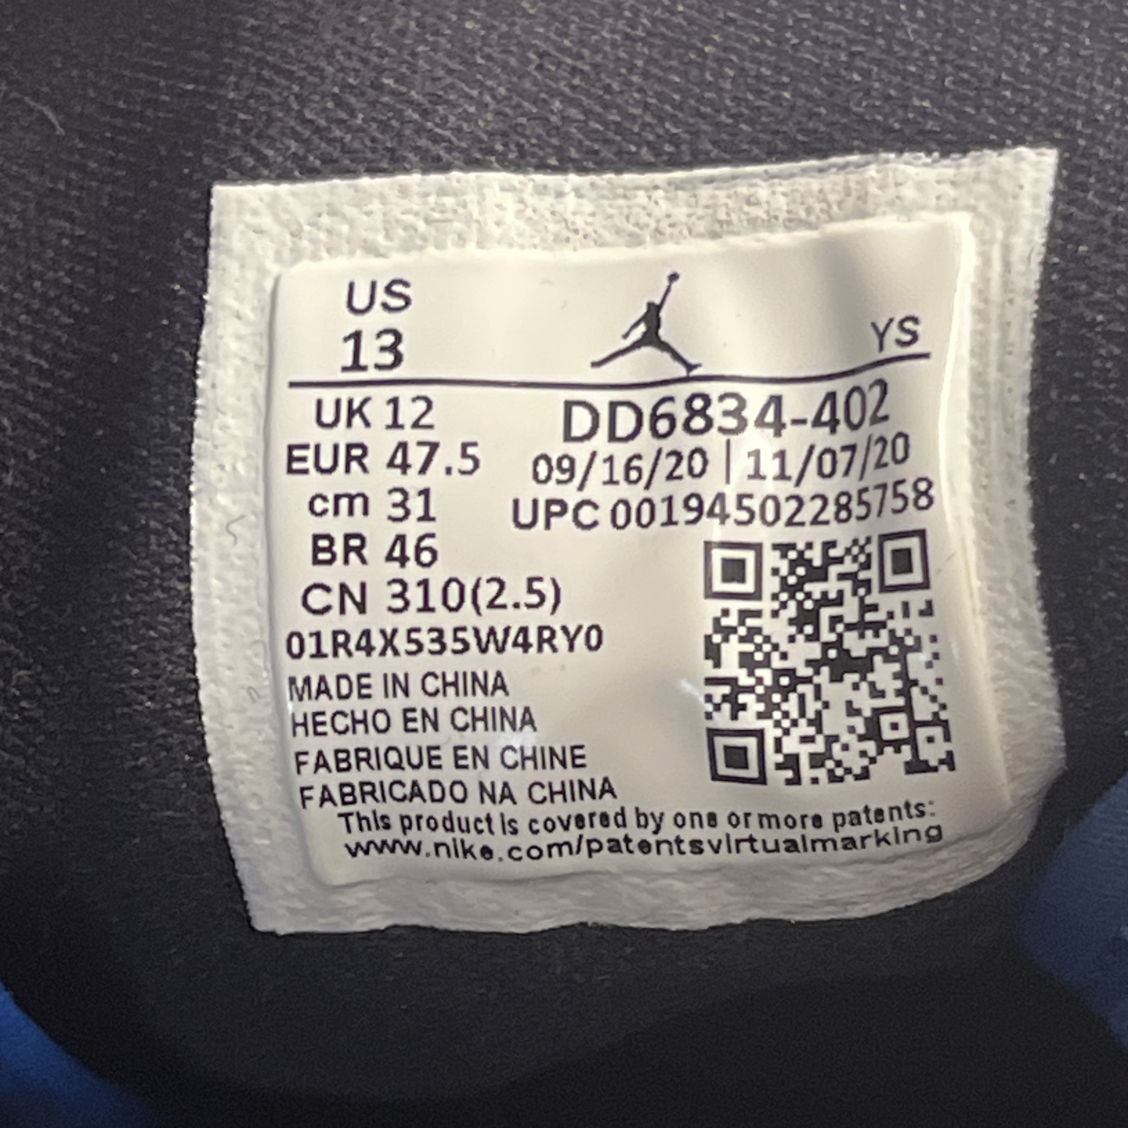 US
13
YS
UK 12
EUR 47.5
cm 31
BR 46
CN 310(2.5)
DD6834-402
09/16/20 | 11/07/20
UPC 00194502285758
01R4X535W4RY0
MADE IN CHINA
HECHO EN CHINA
FABRIQUE EN CHINE
FABRICADO NA CHINA
This product is covered by one or more patents:
www.nike.com/patentsvirtualmarking